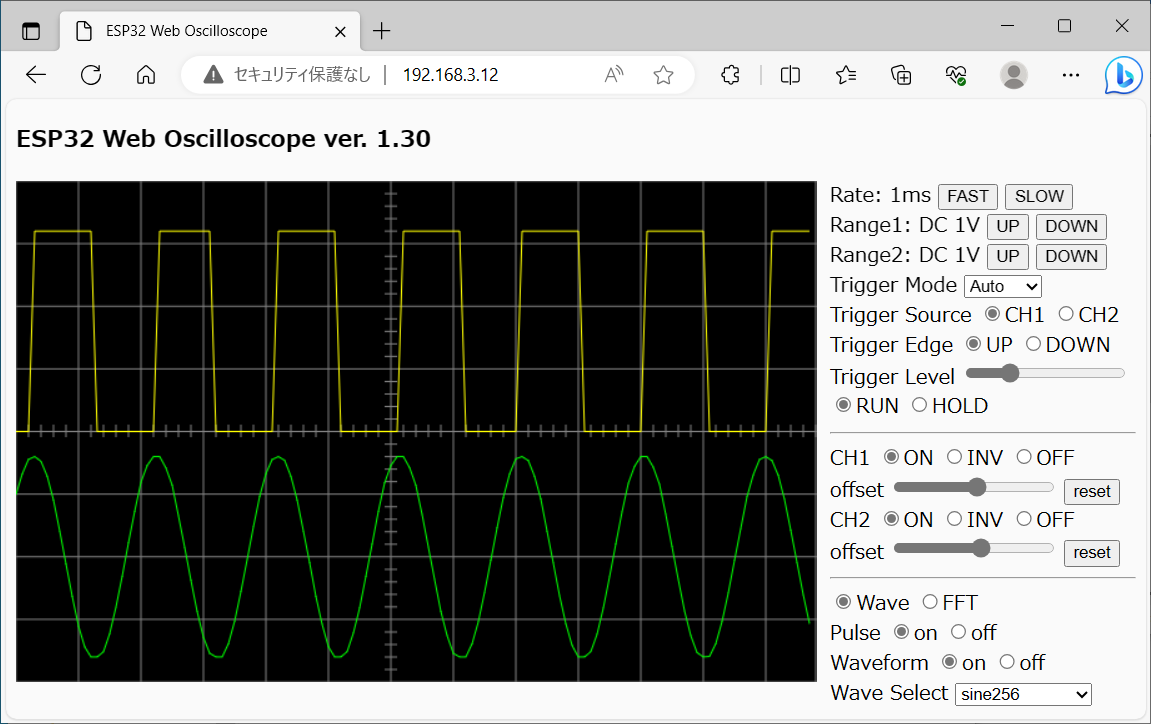 ESP32 Web Oscilloscope
セキュリティ保護なし 192.168.3.12
ESP32 Web Oscilloscope ver. 1.30
Rate: 1ms FAST SLOW
Range1: DC 1V UP DOWN
Range2: DC 1V UP DOWN
Trigger Mode Auto
Trigger Source CH1 CH2
Trigger Edge UP DOWN
Trigger Level
RUN HOLD
CH1 ON INV OFF
offset reset
CH2 ON INV OFF
offset reset
Wave FFT
Pulse on off
Waveform on off
Wave Select sine256